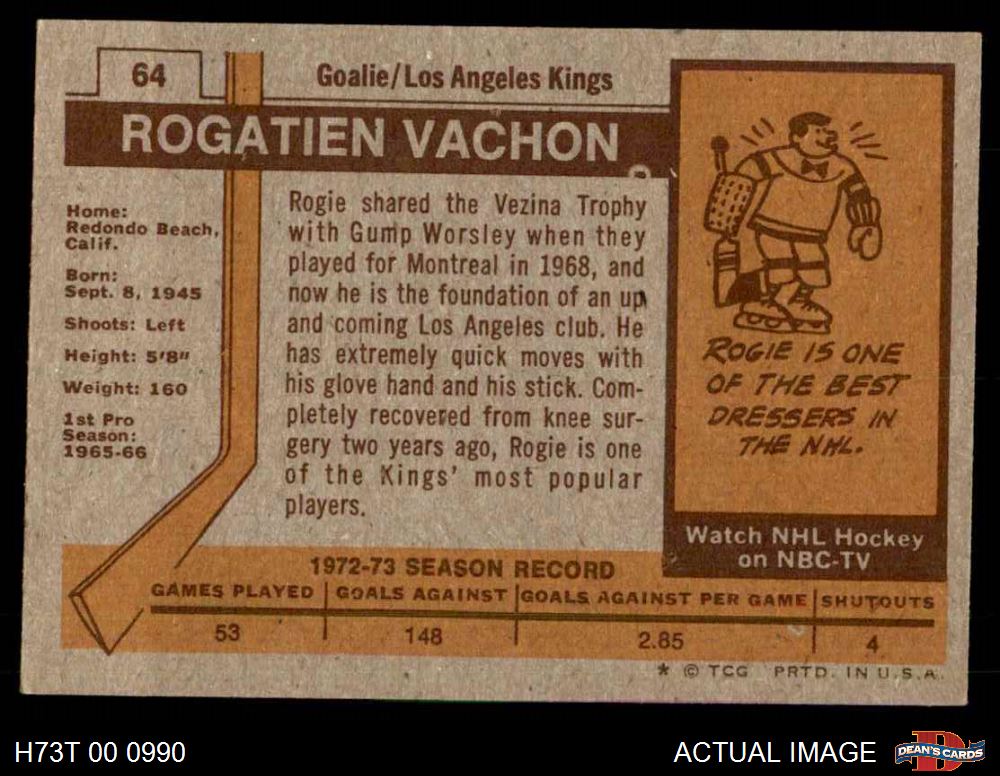 64
Goalie/Los Angeles Kings
ROGATIEN VACHON
Home:
Redondo Beach,
Calif.
Born:
Sept. 8, 1945
Shoots: Left
Height: 5'8"
Weight: 160
1st Pro
Season:
1965-66
Rogie shared the Vezina Trophy
with Gump Worsley when they
played for Montreal in 1968, and
now he is the foundation of an up
and coming Los Angeles club. He
has extremely quick moves with
his glove hand and his stick. Com-
pletely recovered from knee sur-
gery two years ago, Rogie is one
of the Kings' most popular
players.
ROGIE IS ONE
OF THE BEST
DRESSERS IN
THE NHL.
Watch NHL Hockey
on NBC-TV
1972-73 SEASON RECORD
GAMES PLAYED GOALS AGAINST GOALS AGAINST PER GAME SHUTOUTS
53 148 2.85 4
* © TCG PRTD. IN U.S.A.
H73T 00 0990 ACTUAL IMAGE DEAN'S CARDS